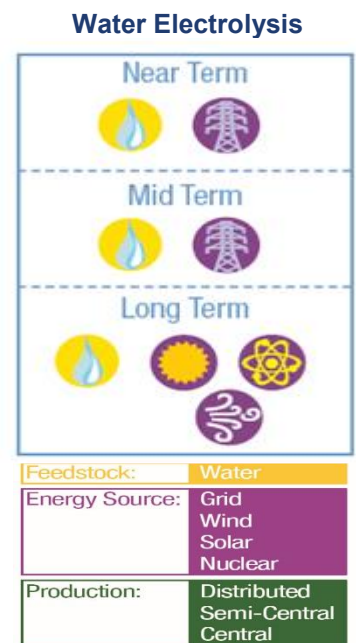 Water Electrolysis
Near Term
Mid Term
Long Term
Feedstock: Water
Energy Source: Grid
Wind
Solar
Nuclear
Production: Distributed
Semi-Central
Central